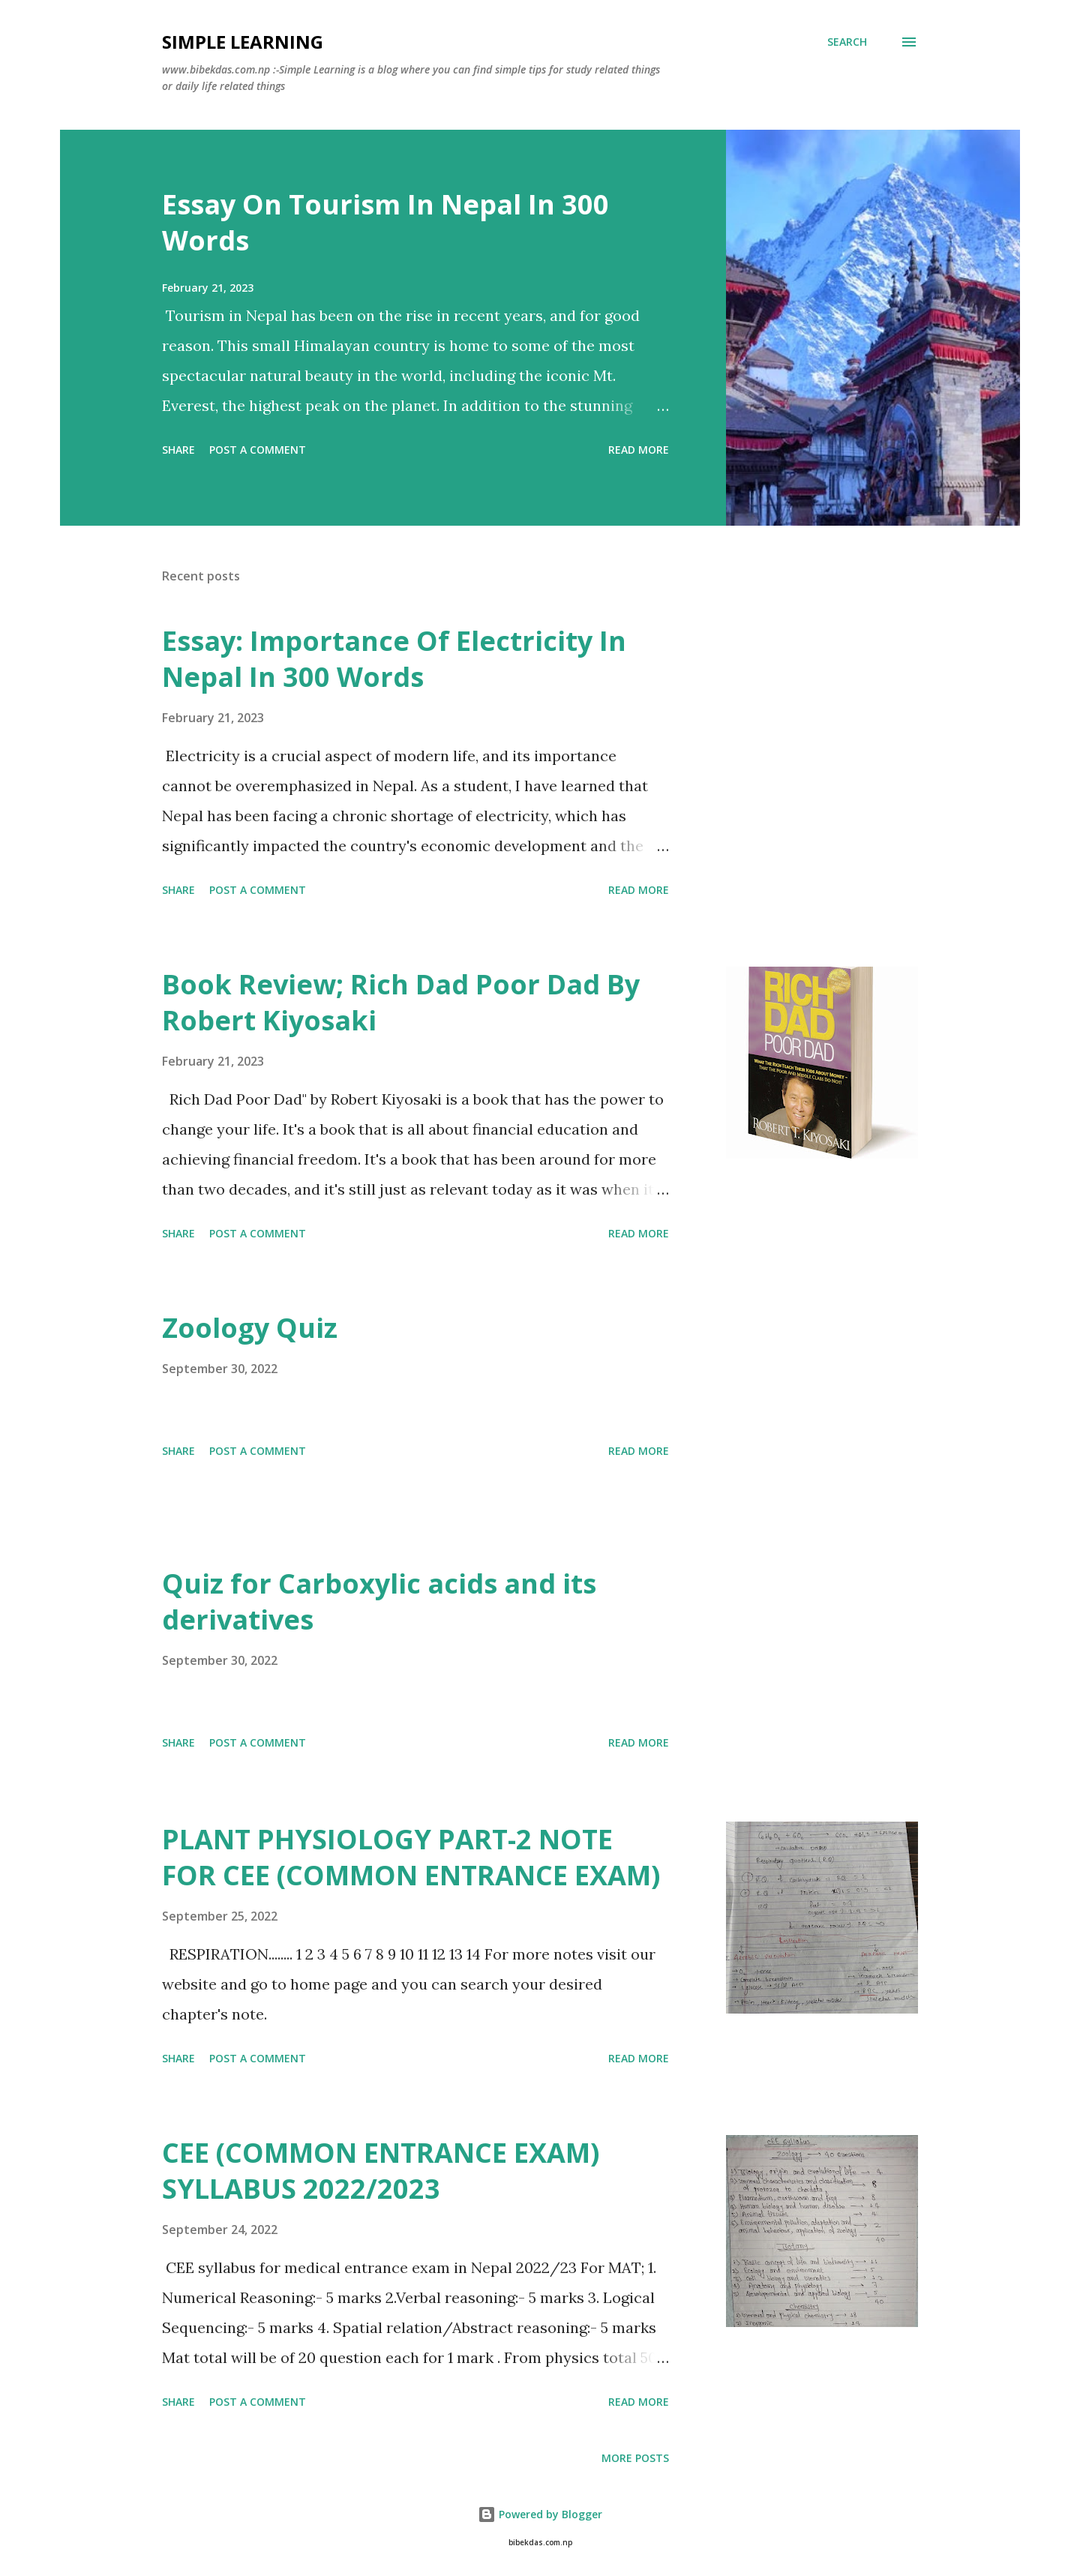 SIMPLE LEARNING
SEARCH
www.bibekdas.com.np :-Simple Learning is a blog where you can find simple tips for study related things
or daily life related things
Essay On Tourism In Nepal In 300
Words
February 21, 2023
Tourism in Nepal has been on the rise in recent years, and for good
reason. This small Himalayan country is home to some of the most
spectacular natural beauty in the world, including the iconic Mt.
Everest, the highest peak on the planet. In addition to the stunning …
SHARE POST A COMMENT READ MORE
Recent posts
Essay: Importance Of Electricity In
Nepal In 300 Words
February 21, 2023
Electricity is a crucial aspect of modern life, and its importance
cannot be overemphasized in Nepal. As a student, I have learned that
Nepal has been facing a chronic shortage of electricity, which has
significantly impacted the country's economic development and the …
SHARE POST A COMMENT READ MORE
Book Review; Rich Dad Poor Dad By
Robert Kiyosaki
February 21, 2023
Rich Dad Poor Dad" by Robert Kiyosaki is a book that has the power to
change your life. It's a book that is all about financial education and
achieving financial freedom. It's a book that has been around for more
than two decades, and it's still just as relevant today as it was when it …
RICH
DAD
POOR DAD
WHAT THE RICH TEACH THEIR KIDS ABOUT MONEY –
THAT THE POOR AND MIDDLE CLASS DO NOT!
ROBERT T. KIYOSAKI
SHARE POST A COMMENT READ MORE
Zoology Quiz
September 30, 2022
SHARE POST A COMMENT READ MORE
Quiz for Carboxylic acids and its
derivatives
September 30, 2022
SHARE POST A COMMENT READ MORE
PLANT PHYSIOLOGY PART-2 NOTE
FOR CEE (COMMON ENTRANCE EXAM)
September 25, 2022
RESPIRATION........ 1 2 3 4 5 6 7 8 9 10 11 12 13 14 For more notes visit our
website and go to home page and you can search your desired
chapter's note.
SHARE POST A COMMENT READ MORE
CEE (COMMON ENTRANCE EXAM)
SYLLABUS 2022/2023
September 24, 2022
CEE syllabus for medical entrance exam in Nepal 2022/23 For MAT; 1.
Numerical Reasoning:- 5 marks 2.Verbal reasoning:- 5 marks 3. Logical
Sequencing:- 5 marks 4. Spatial relation/Abstract reasoning:- 5 marks
Mat total will be of 20 question each for 1 mark . From physics total 50 …
SHARE POST A COMMENT READ MORE
MORE POSTS
Powered by Blogger
bibekdas.com.np